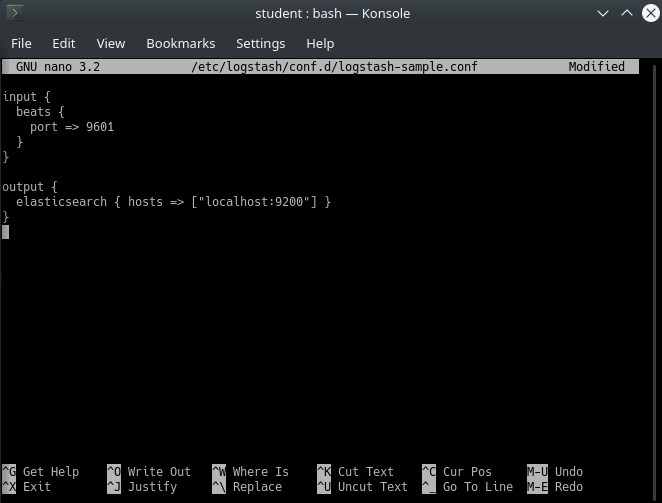 student : bash — Konsole
File Edit View Bookmarks Settings Help
GNU nano 3.2 /etc/logstash/conf.d/logstash-sample.conf Modified
input {
  beats {
    port => 9601
  }
}
output {
  elasticsearch { hosts => ["localhost:9200"] }
}
^G Get Help ^O Write Out ^W Where Is ^K Cut Text ^C Cur Pos M-U Undo
^X Exit ^J Justify ^\ Replace ^U Uncut Text ^_ Go To Line M-E Redo